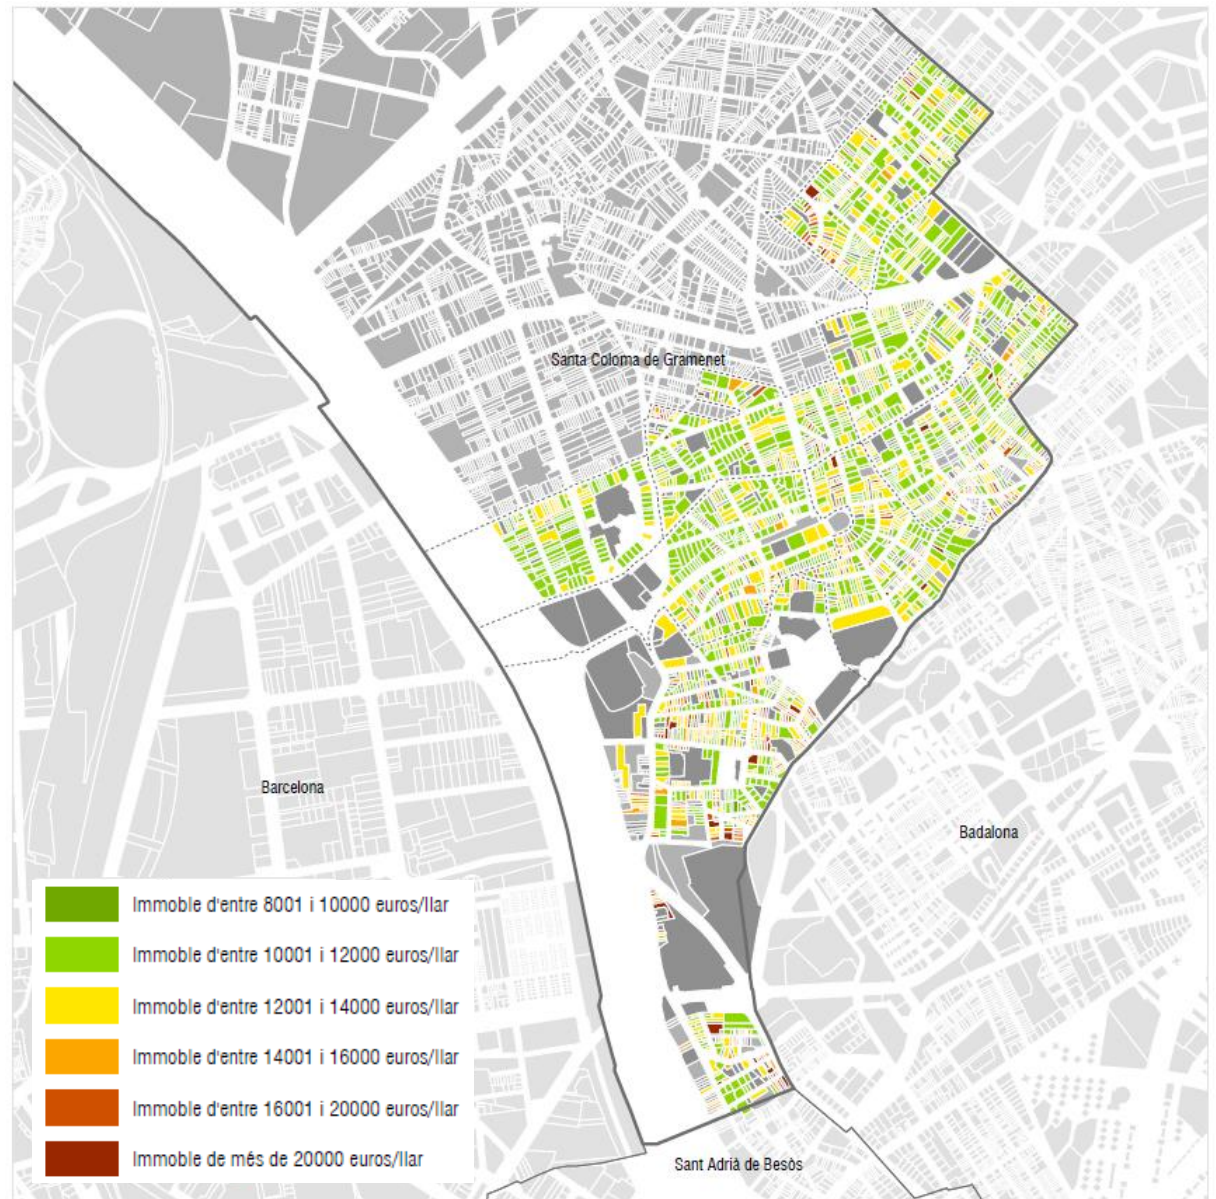 Santa Coloma de Gramenet
Barcelona
Badalona
Immoble d'entre 8001 i 10000 euros/llar
Immoble d'entre 10001 i 12000 euros/llar
Immoble d'entre 12001 i 14000 euros/llar
Immoble d'entre 14001 i 16000 euros/llar
Immoble d'entre 16001 i 20000 euros/llar
Immoble de més de 20000 euros/llar
Sant Adrià de Besòs